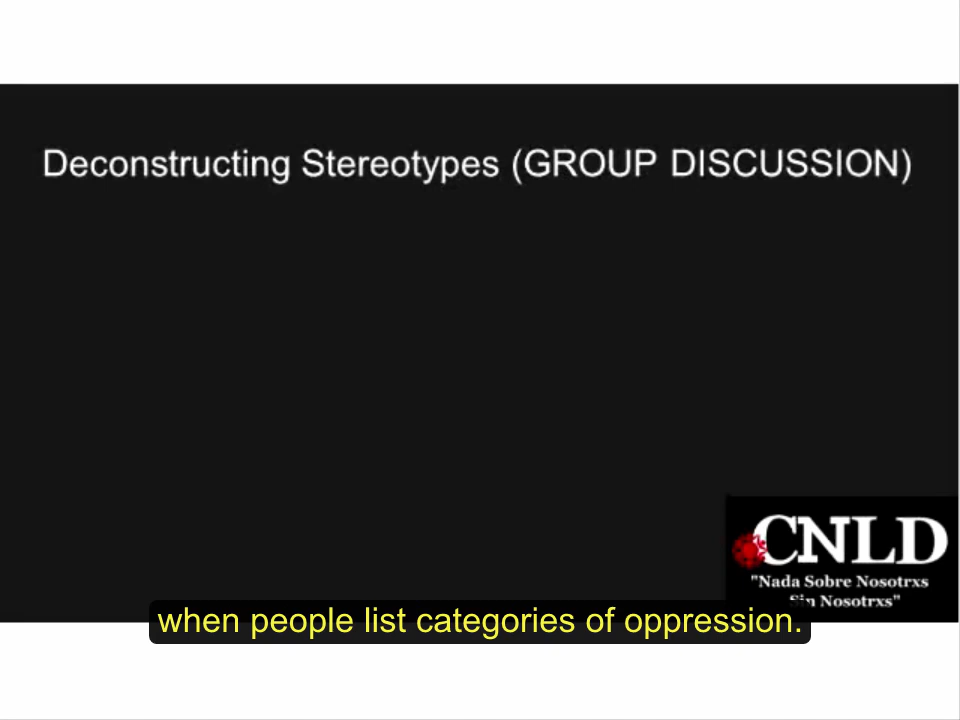 Deconstructing Stereotypes (GROUP DISCUSSION)
CNLD
"Nada Sobre Nosotrxs
Sin Nosotrxs"
when people list categories of oppression.